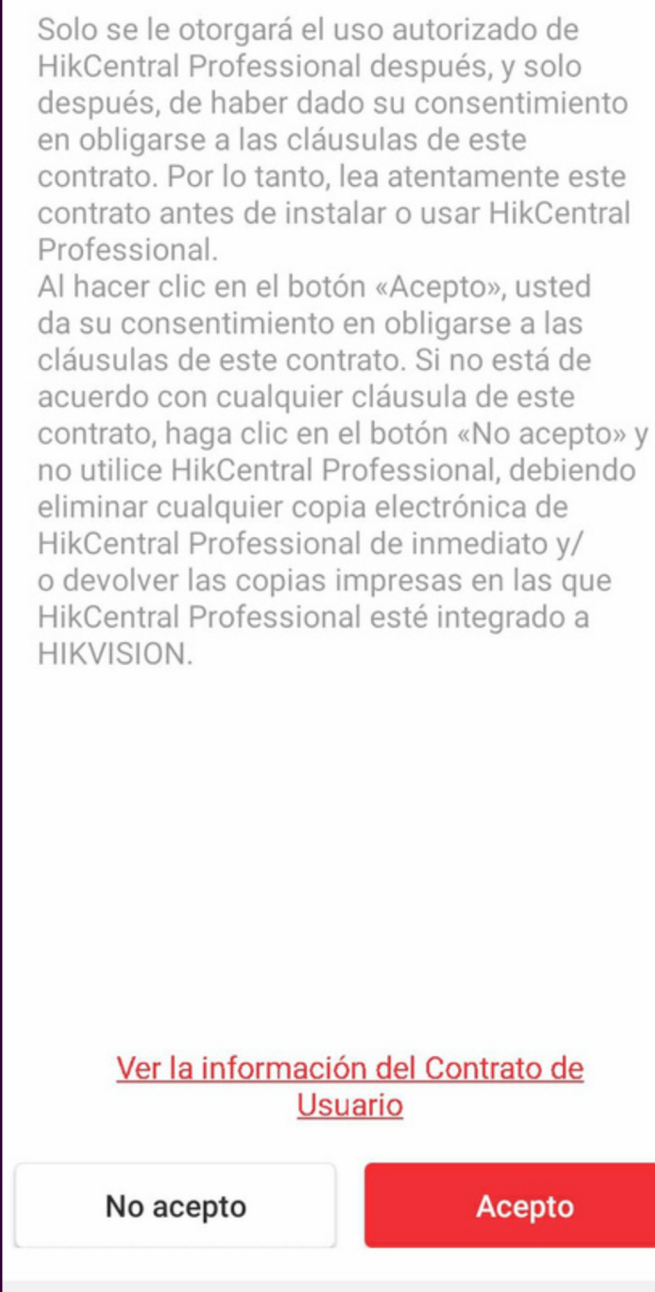 Solo se le otorgará el uso autorizado de
HikCentral Professional después, y solo
después, de haber dado su consentimiento
en obligarse a las cláusulas de este
contrato. Por lo tanto, lea atentamente este
contrato antes de instalar o usar HikCentral
Professional.
Al hacer clic en el botón «Acepto», usted
da su consentimiento en obligarse a las
cláusulas de este contrato. Si no está de
acuerdo con cualquier cláusula de este
contrato, haga clic en el botón «No acepto» y
no utilice HikCentral Professional, debiendo
eliminar cualquier copia electrónica de
HikCentral Professional de inmediato y/
o devolver las copias impresas en las que
HikCentral Professional esté integrado a
HIKVISION.
Ver la información del Contrato de
Usuario
No acepto
Acepto